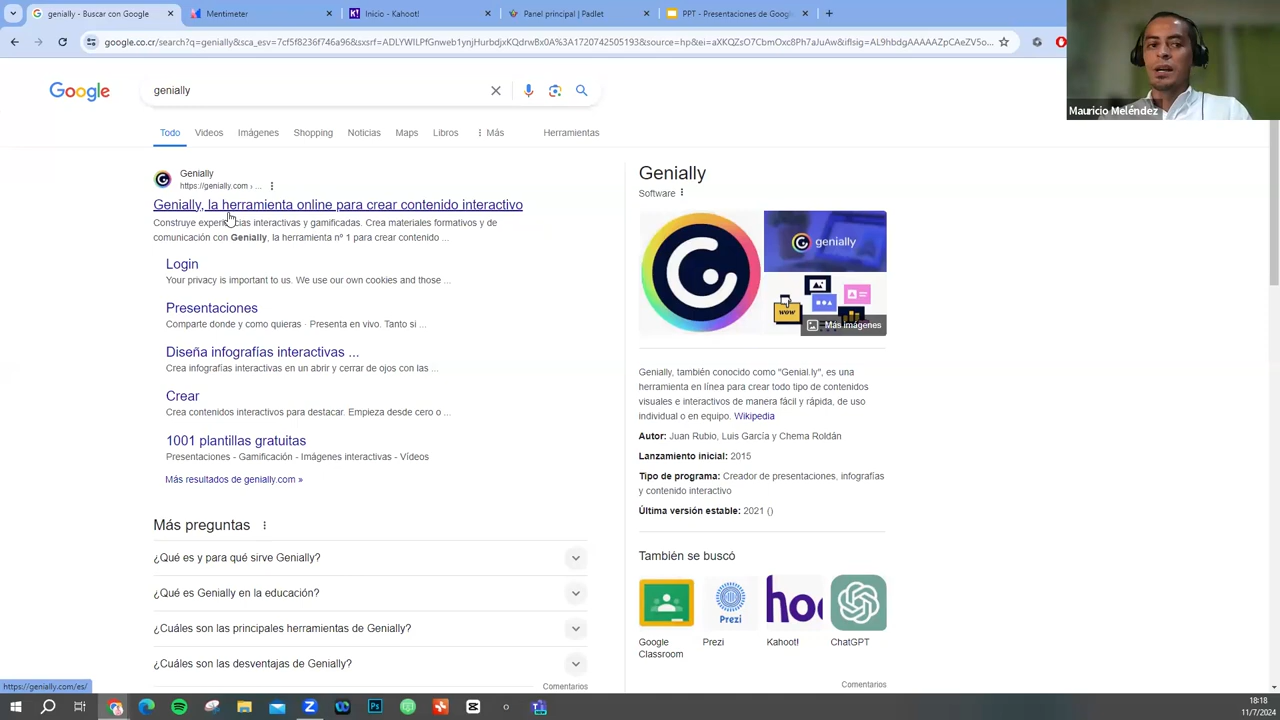 genially - Buscar con Google
Mentimeter
Inicio - Kahoot!
Panel principal | Padlet
PPT - Presentaciones de Goog
google.co.cr/search?q=genially&sca_esv=7cf5f8236f746a96&sxsrf=
Google
genially
Todo
Videos
Imágenes
Shopping
Noticias
Maps
Libros
Más
Herramientas
Mauricio Meléndez
Genially
https://genially.com › ...
Genially, la herramienta online para crear contenido interactivo
Construye experiencias interactivas y gamificadas. Crea materiales formativos y de
comunicación con Genially, la herramienta nº 1 para crear contenido ...
Login
Your privacy is important to us. We use our own cookies and those ...
Presentaciones
Comparte donde y como quieras · Presenta en vivo. Tanto si ...
Diseña infografías interactivas ...
Crea infografías interactivas en un abrir y cerrar de ojos con las ...
Crear
Crea contenidos interactivos para destacar. Empieza desde cero o ...
1001 plantillas gratuitas
Presentaciones - Gamificación - Imágenes interactivas - Vídeos
Más resultados de genially.com »
Más preguntas
¿Qué es y para qué sirve Genially?
¿Qué es Genially en la educación?
¿Cuáles son las principales herramientas de Genially?
¿Cuáles son las desventajas de Genially?
Comentarios
Genially
Software
genially
wow
Más imágenes
Genially, también conocido como "Genial.ly", es una
herramienta en línea para crear todo tipo de contenidos
visuales e interactivos de manera fácil y rápida, de uso
individual o en equipo. Wikipedia
Autor: Juan Rubio, Luis García y Chema Roldán
Lanzamiento inicial: 2015
Tipo de programa: Creador de presentaciones, infografías
y contenido interactivo
Última versión estable: 2021 ()
También se buscó
Prezi
hoo
Google
Classroom
Prezi
Kahoot!
ChatGPT
Comentarios
https://genially.com/es/
18:18
11/7/2024